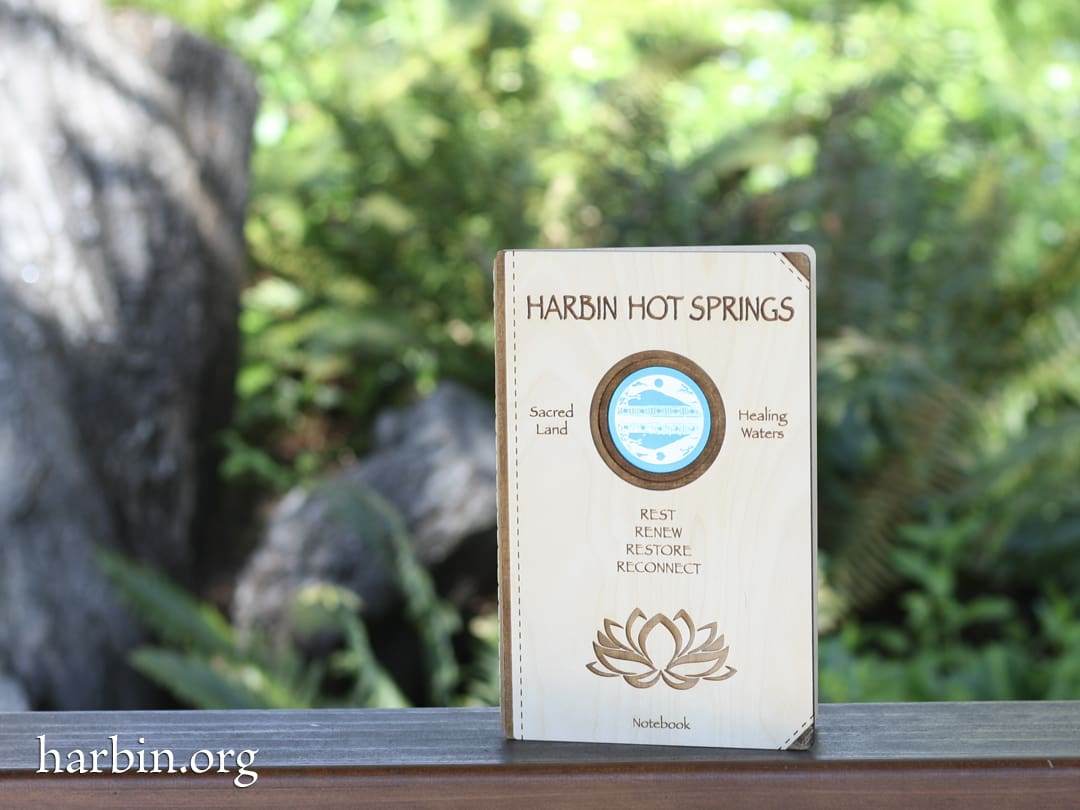 HARBIN HOT SPRINGS
Sacred
Land
Healing
Waters
REST
RENEW
RESTORE
RECONNECT
Notebook
harbin.org